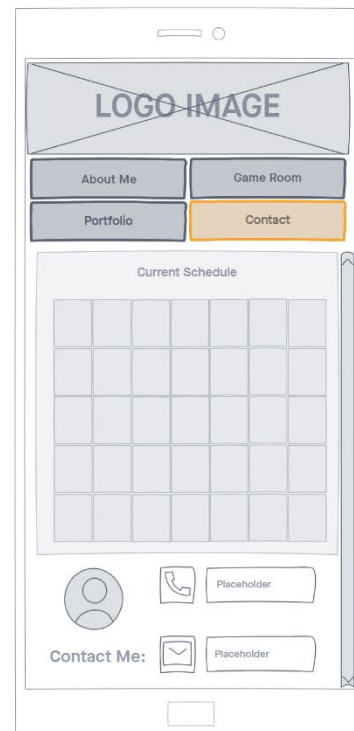 LOGO IMAGE
About Me
Game Room
Portfolio
Contact
Current Schedule
Placeholder
Contact Me:
Placeholder